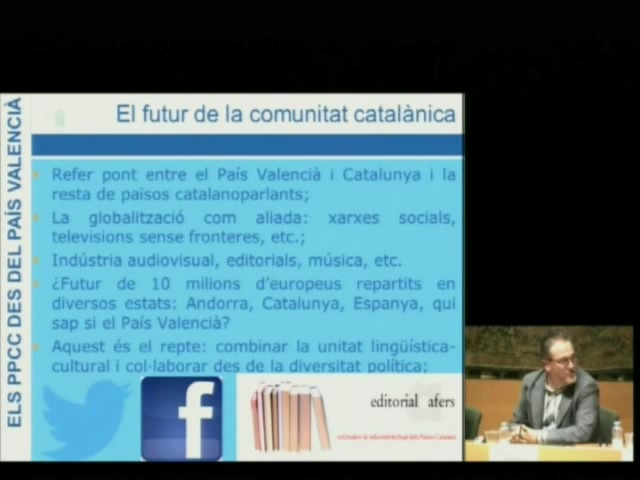 ELS PPCC DES DEL PAÍS VALENCIÀ
El futur de la comunitat catalànica
Refer pont entre el País Valencià i Catalunya i la
resta de països catalanoparlants;
La globalització com aliada: xarxes socials,
televisions sense fronteres, etc.;
Indústria audiovisual, editorials, música, etc.
¿Futur de 10 milions d'europeus repartits en
diversos estats: Andorra, Catalunya, Espanya, qui
sap si el País Valencià?
Aquest és el repte: combinar la unitat lingüística-
cultural i col·laborar des de la diversitat política;
editorial afers